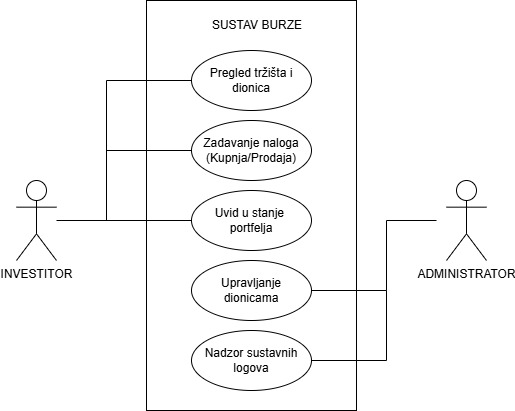 SUSTAV BURZE
Pregled tržišta i
dionica
Zadavanje naloga
(Kupnja/Prodaja)
Uvid u stanje
portfelja
INVESTITOR
ADMINISTRATOR
Upravljanje
dionicama
Nadzor sustavnih
logova